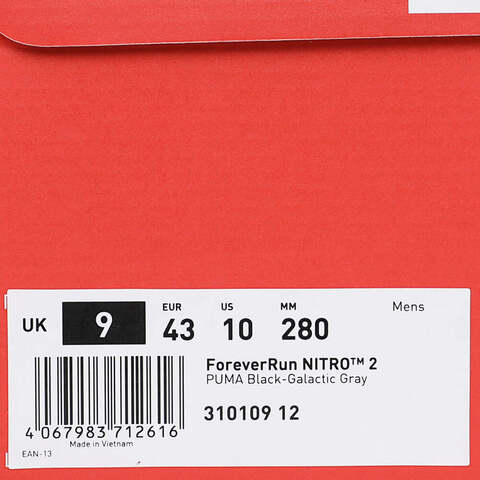 Mens
EUR US MM
UK 9 43 10 280
ForeverRun NITRO™ 2
PUMA Black-Galactic Gray
310109 12
4 067983 712616
Made in Vietnam
EAN-13